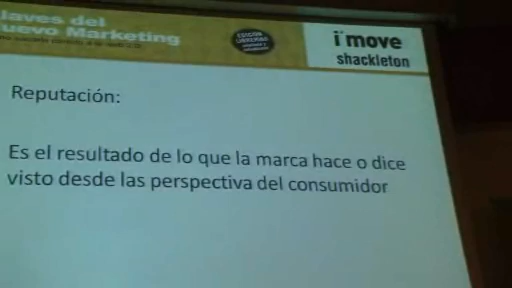 laves del
uevo Marketing
i'move
shackleton
Reputación:
Es el resultado de lo que la marca hace o dice
visto desde las perspectiva del consumidor